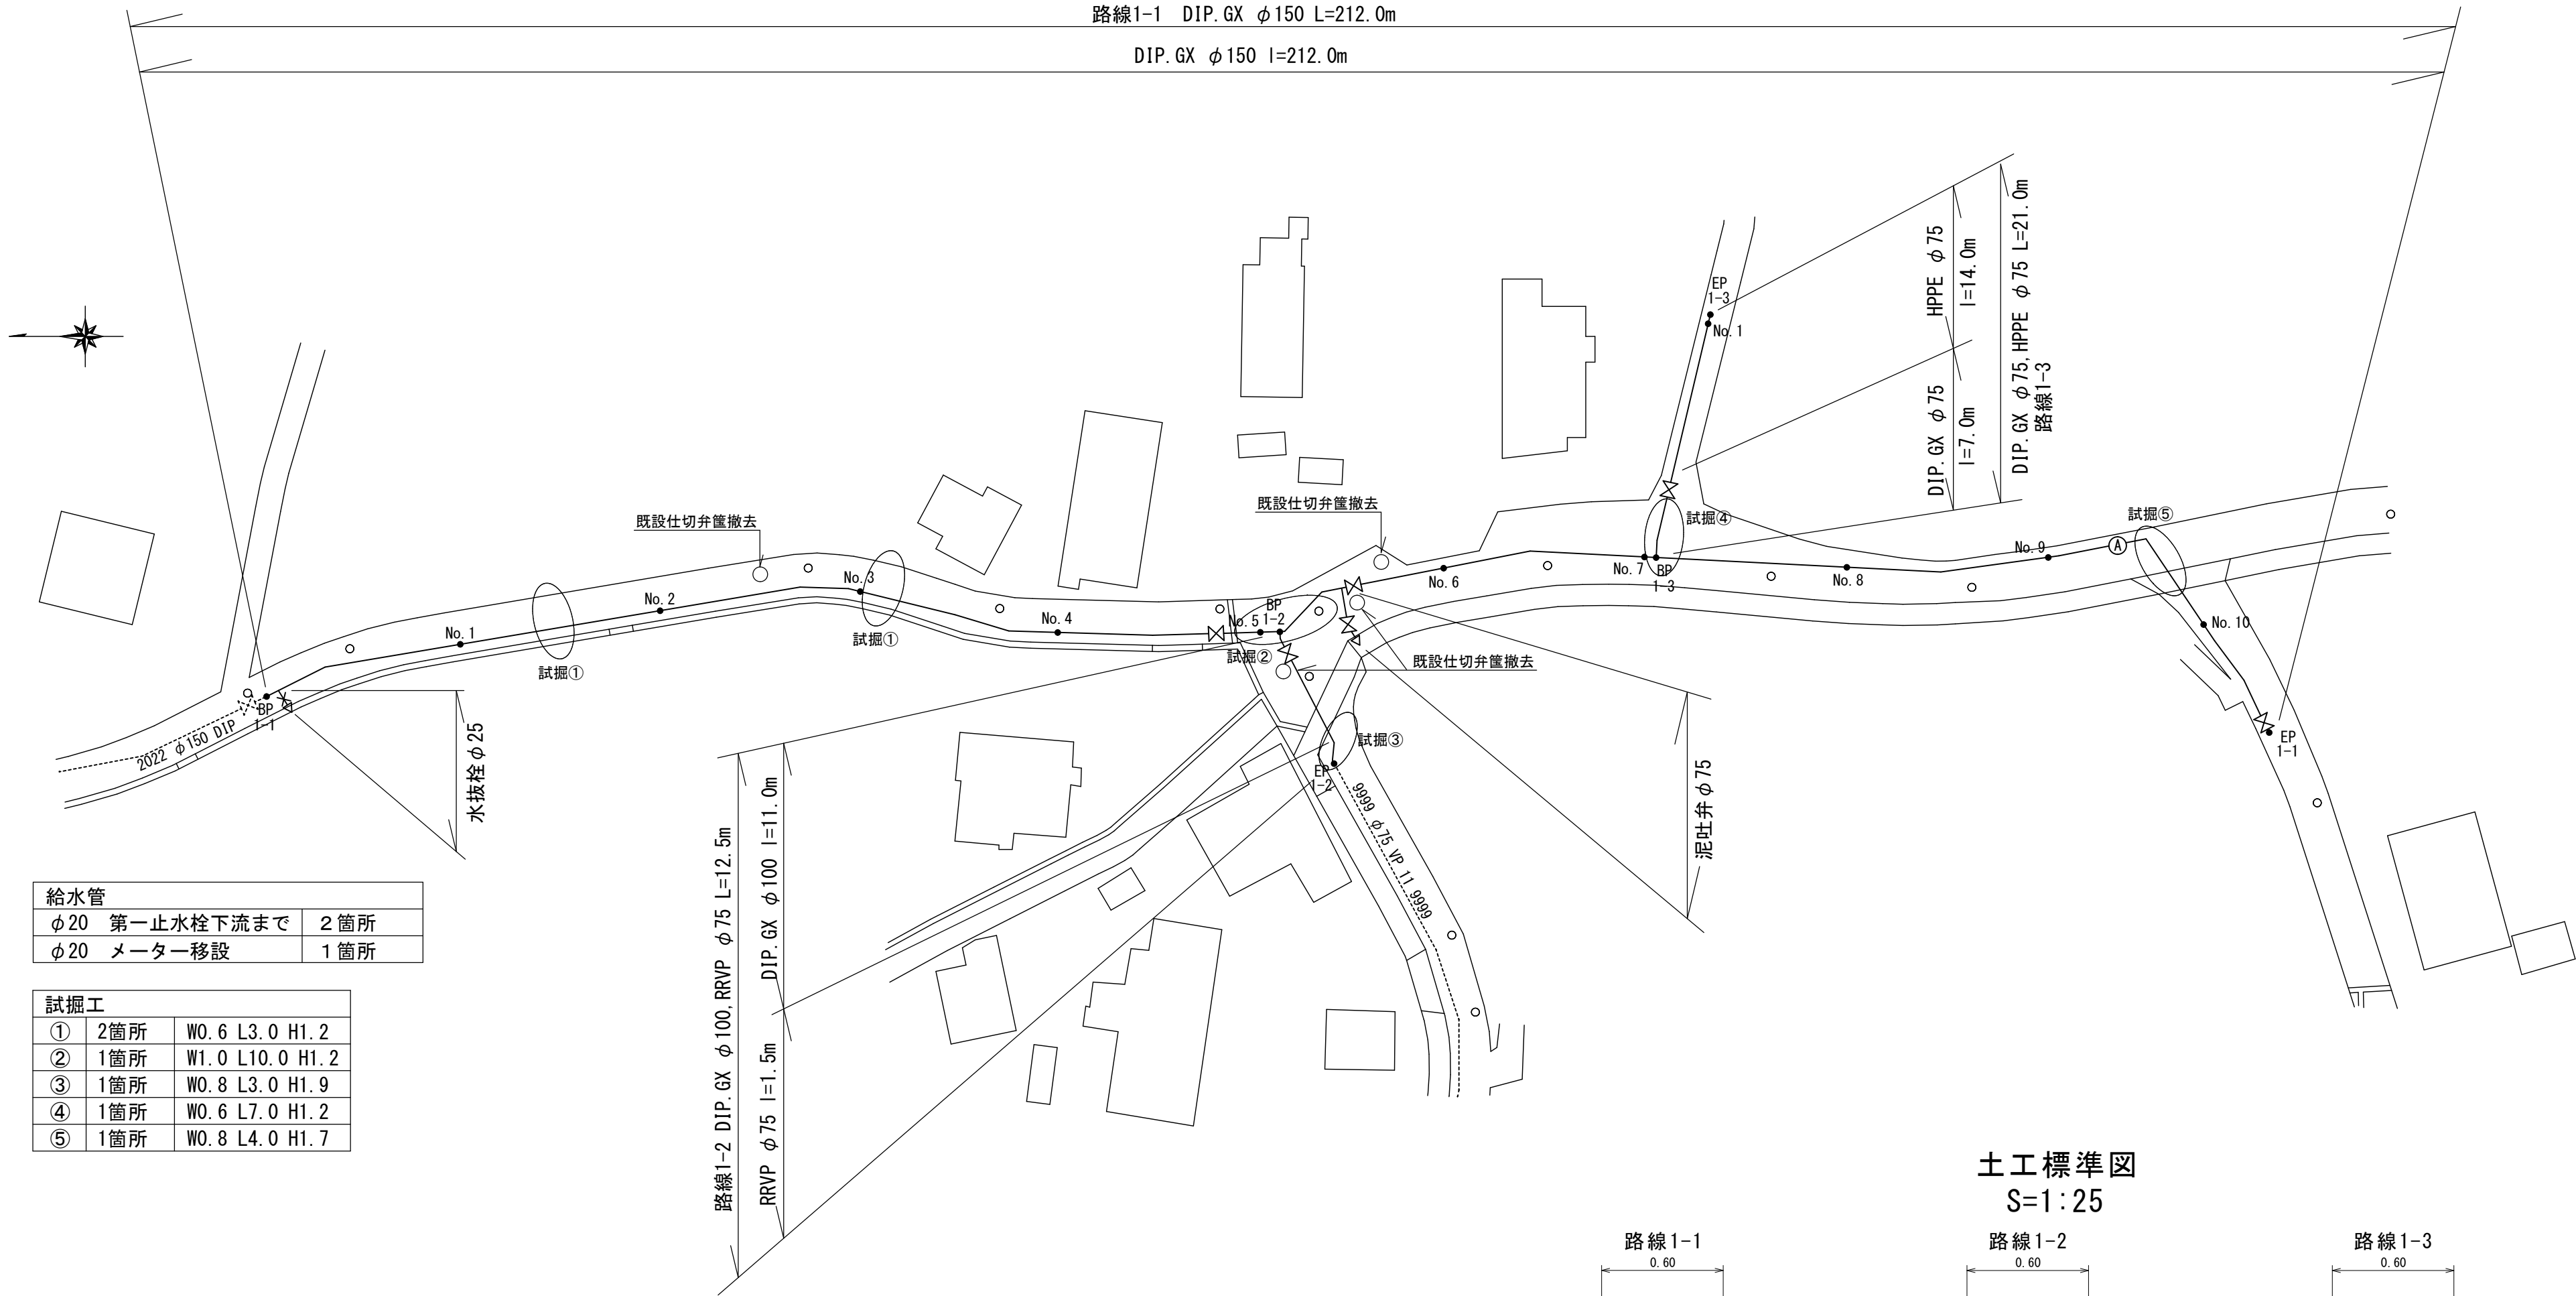 路線1-1 DIP.GX φ150 L=212.0m
DIP.GX φ150 l=212.0m
HPPE φ75
l=14.0m
DIP.GX φ75
l=7.0m
DIP.GX φ75,HPPE φ75 L=21.0m
路線1-3
EP
1-3
No.1
既設仕切弁筐撤去
既設仕切弁筐撤去
試掘④
試掘⑤
No.9
A
No.7
BP
1-3
No.8
No.6
No.3
No.2
試掘①
試掘①
No.1
No.4
No.5
BP
1-2
試掘②
既設仕切弁筐撤去
No.10
EP
1-1
BP
1-1
2022 φ150 DIP
水抜栓φ25
試掘③
EP
1-2
9999 φ75 VP 11 9999
泥吐弁φ75
路線1-2 DIP.GX φ100,RRVP φ75 L=12.5m
DIP.GX φ100 l=11.0m
RRVP φ75 l=1.5m
給水管
φ20 第一止水栓下流まで 2箇所
φ20 メーター移設 1箇所
試掘工
① 2箇所 W0.6 L3.0 H1.2
② 1箇所 W1.0 L10.0 H1.2
③ 1箇所 W0.8 L3.0 H1.9
④ 1箇所 W0.6 L7.0 H1.2
⑤ 1箇所 W0.8 L4.0 H1.7
土工標準図
S=1:25
路線1-1
0.60
路線1-2
0.60
路線1-3
0.60